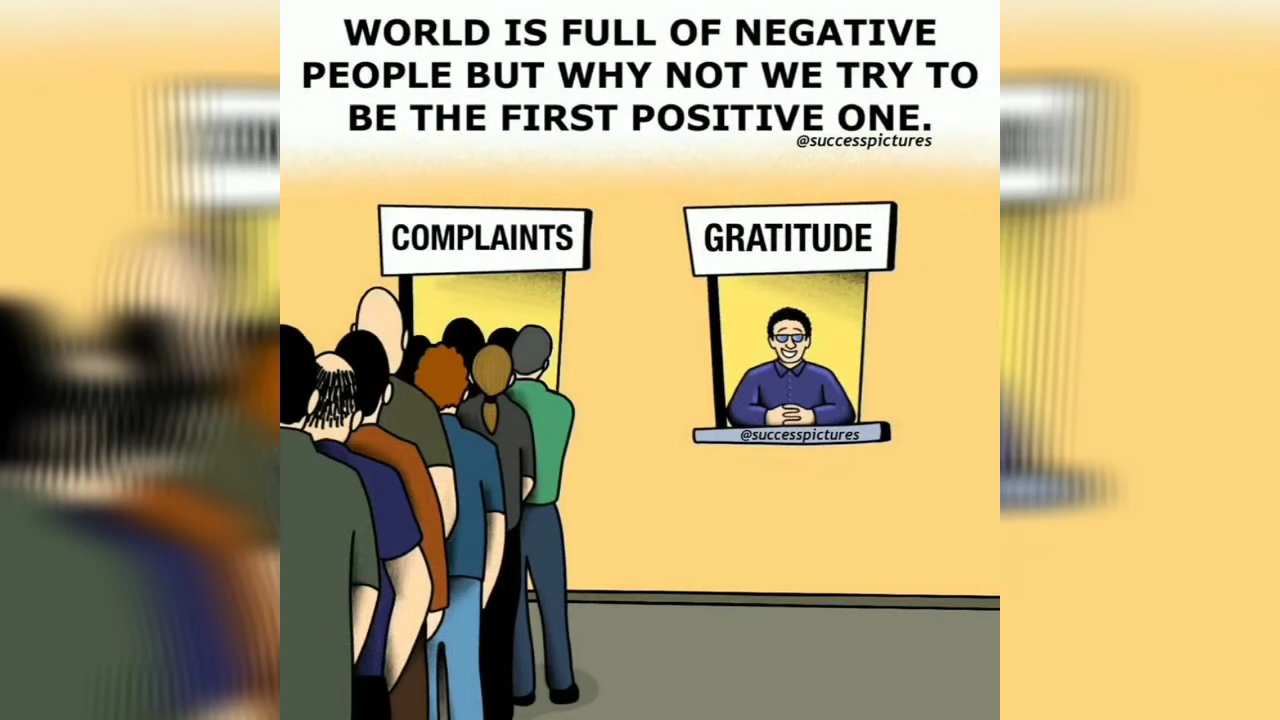 WORLD IS FULL OF NEGATIVE
PEOPLE BUT WHY NOT WE TRY TO
BE THE FIRST POSITIVE ONE.
@successpictures
COMPLAINTS
GRATITUDE
@successpictures